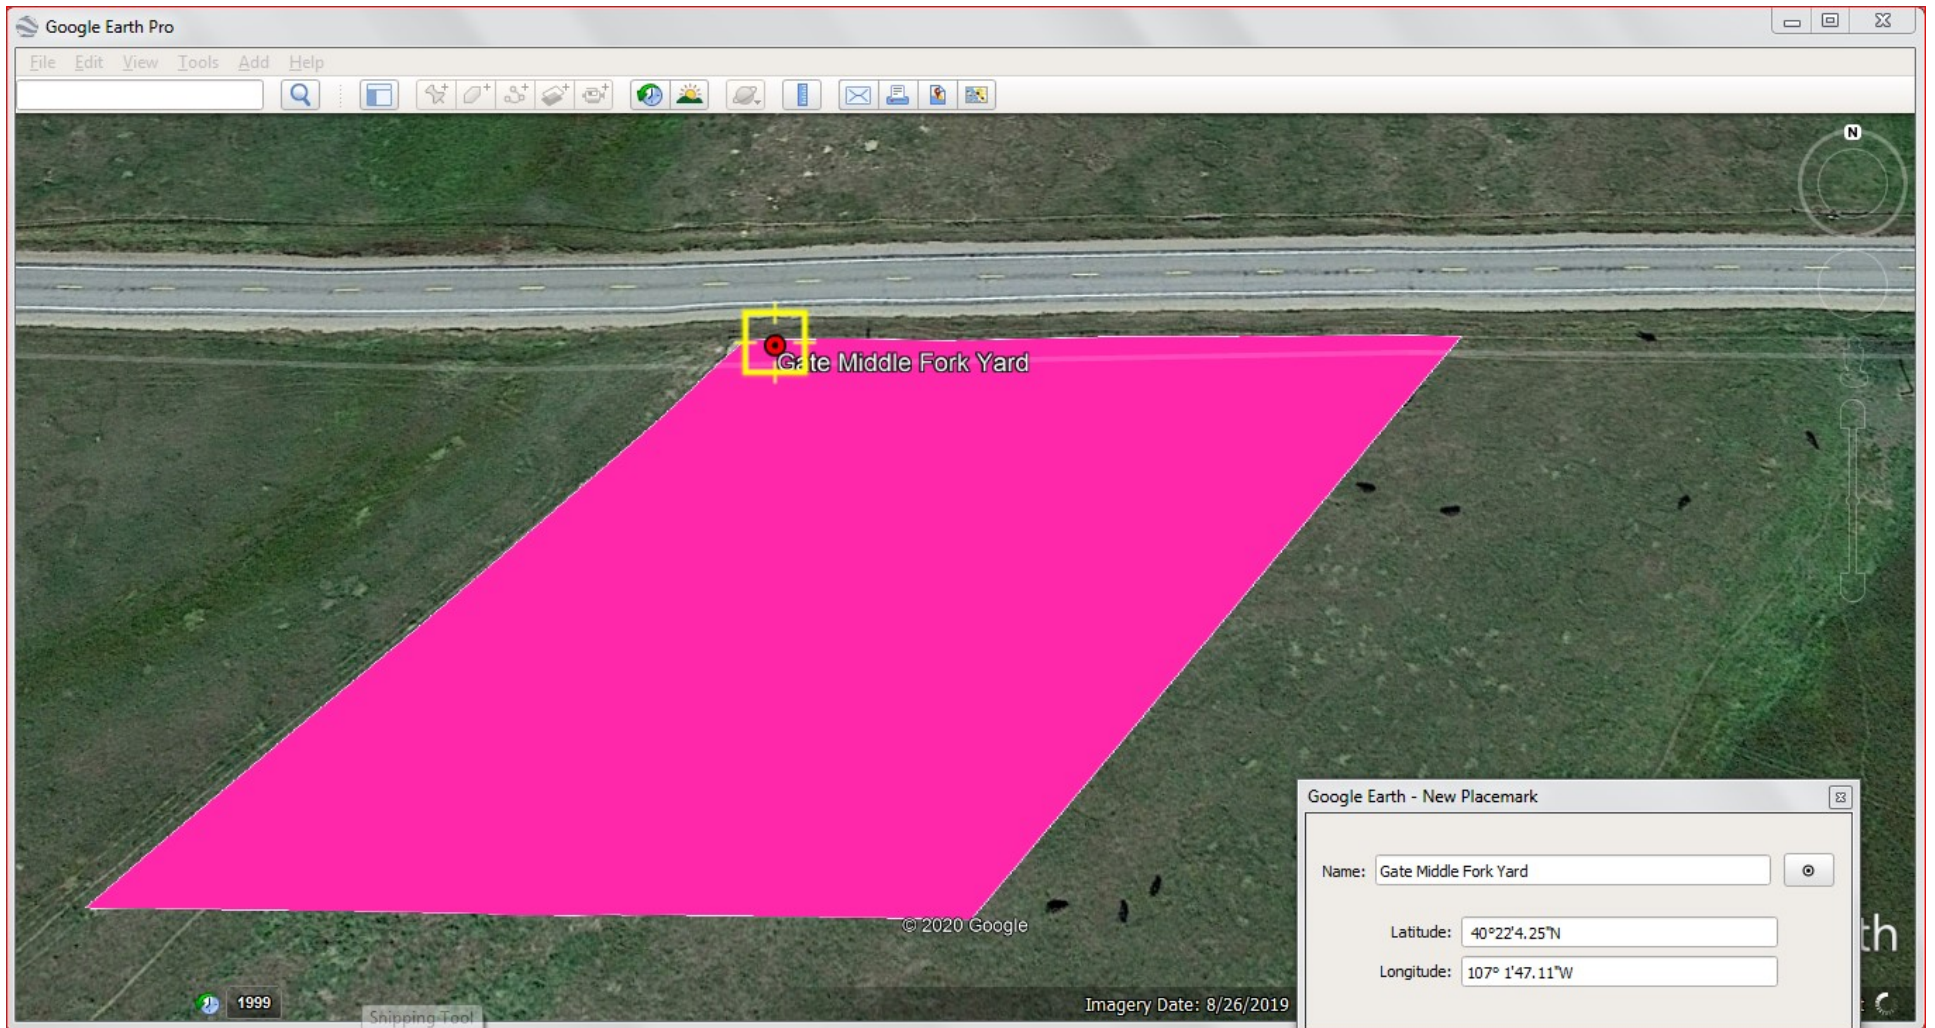 Google Earth Pro
File Edit View Tools Add Help
N
Gate Middle Fork Yard
© 2020 Google
1999
Imagery Date: 8/26/2019
Google Earth - New Placemark
Name: Gate Middle Fork Yard
Latitude: 40°22'4.25"N
Longitude: 107° 1'47.11"W
th